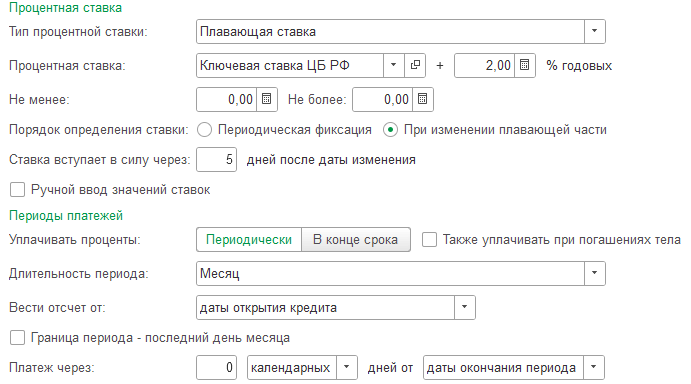 Процентная ставка
Тип процентной ставки: Плавающая ставка
Процентная ставка: Ключевая ставка ЦБ РФ + 2,00 % годовых
Не менее: 0,00 Не более: 0,00
Порядок определения ставки: Периодическая фиксация При изменении плавающей части
Ставка вступает в силу через: 5 дней после даты изменения
Ручной ввод значений ставок
Периоды платежей
Уплачивать проценты: Периодически В конце срока Также уплачивать при погашениях тела
Длительность периода: Месяц
Вести отсчет от: даты открытия кредита
Граница периода - последний день месяца
Платеж через: 0 календарных дней от даты окончания периода